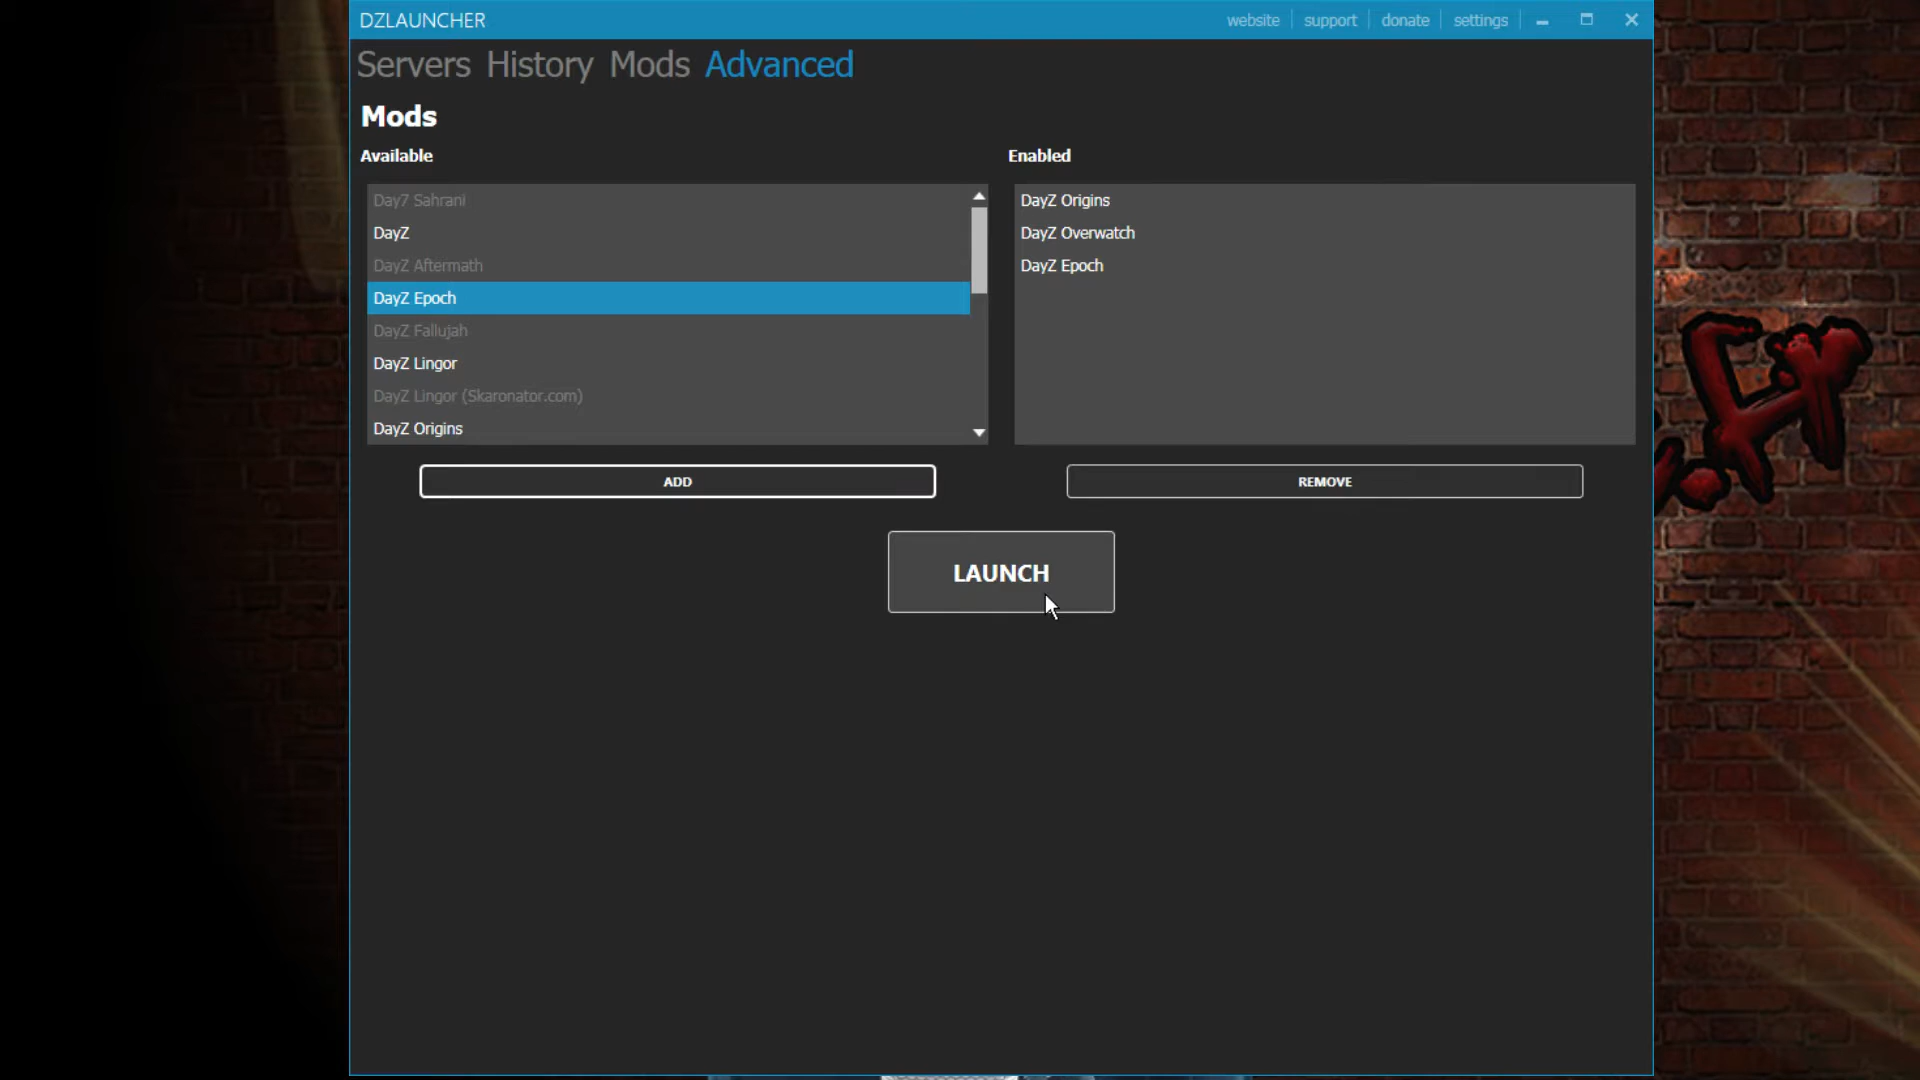 DZLAUNCHER
website
support
donate
settings
Servers History Mods Advanced
Mods
Available
Enabled
DayZ Sahrani
DayZ
DayZ Aftermath
DayZ Epoch
DayZ Fallujah
DayZ Lingor
DayZ Lingor (Skaronator.com)
DayZ Origins
DayZ Origins
DayZ Overwatch
DayZ Epoch
ADD
REMOVE
LAUNCH